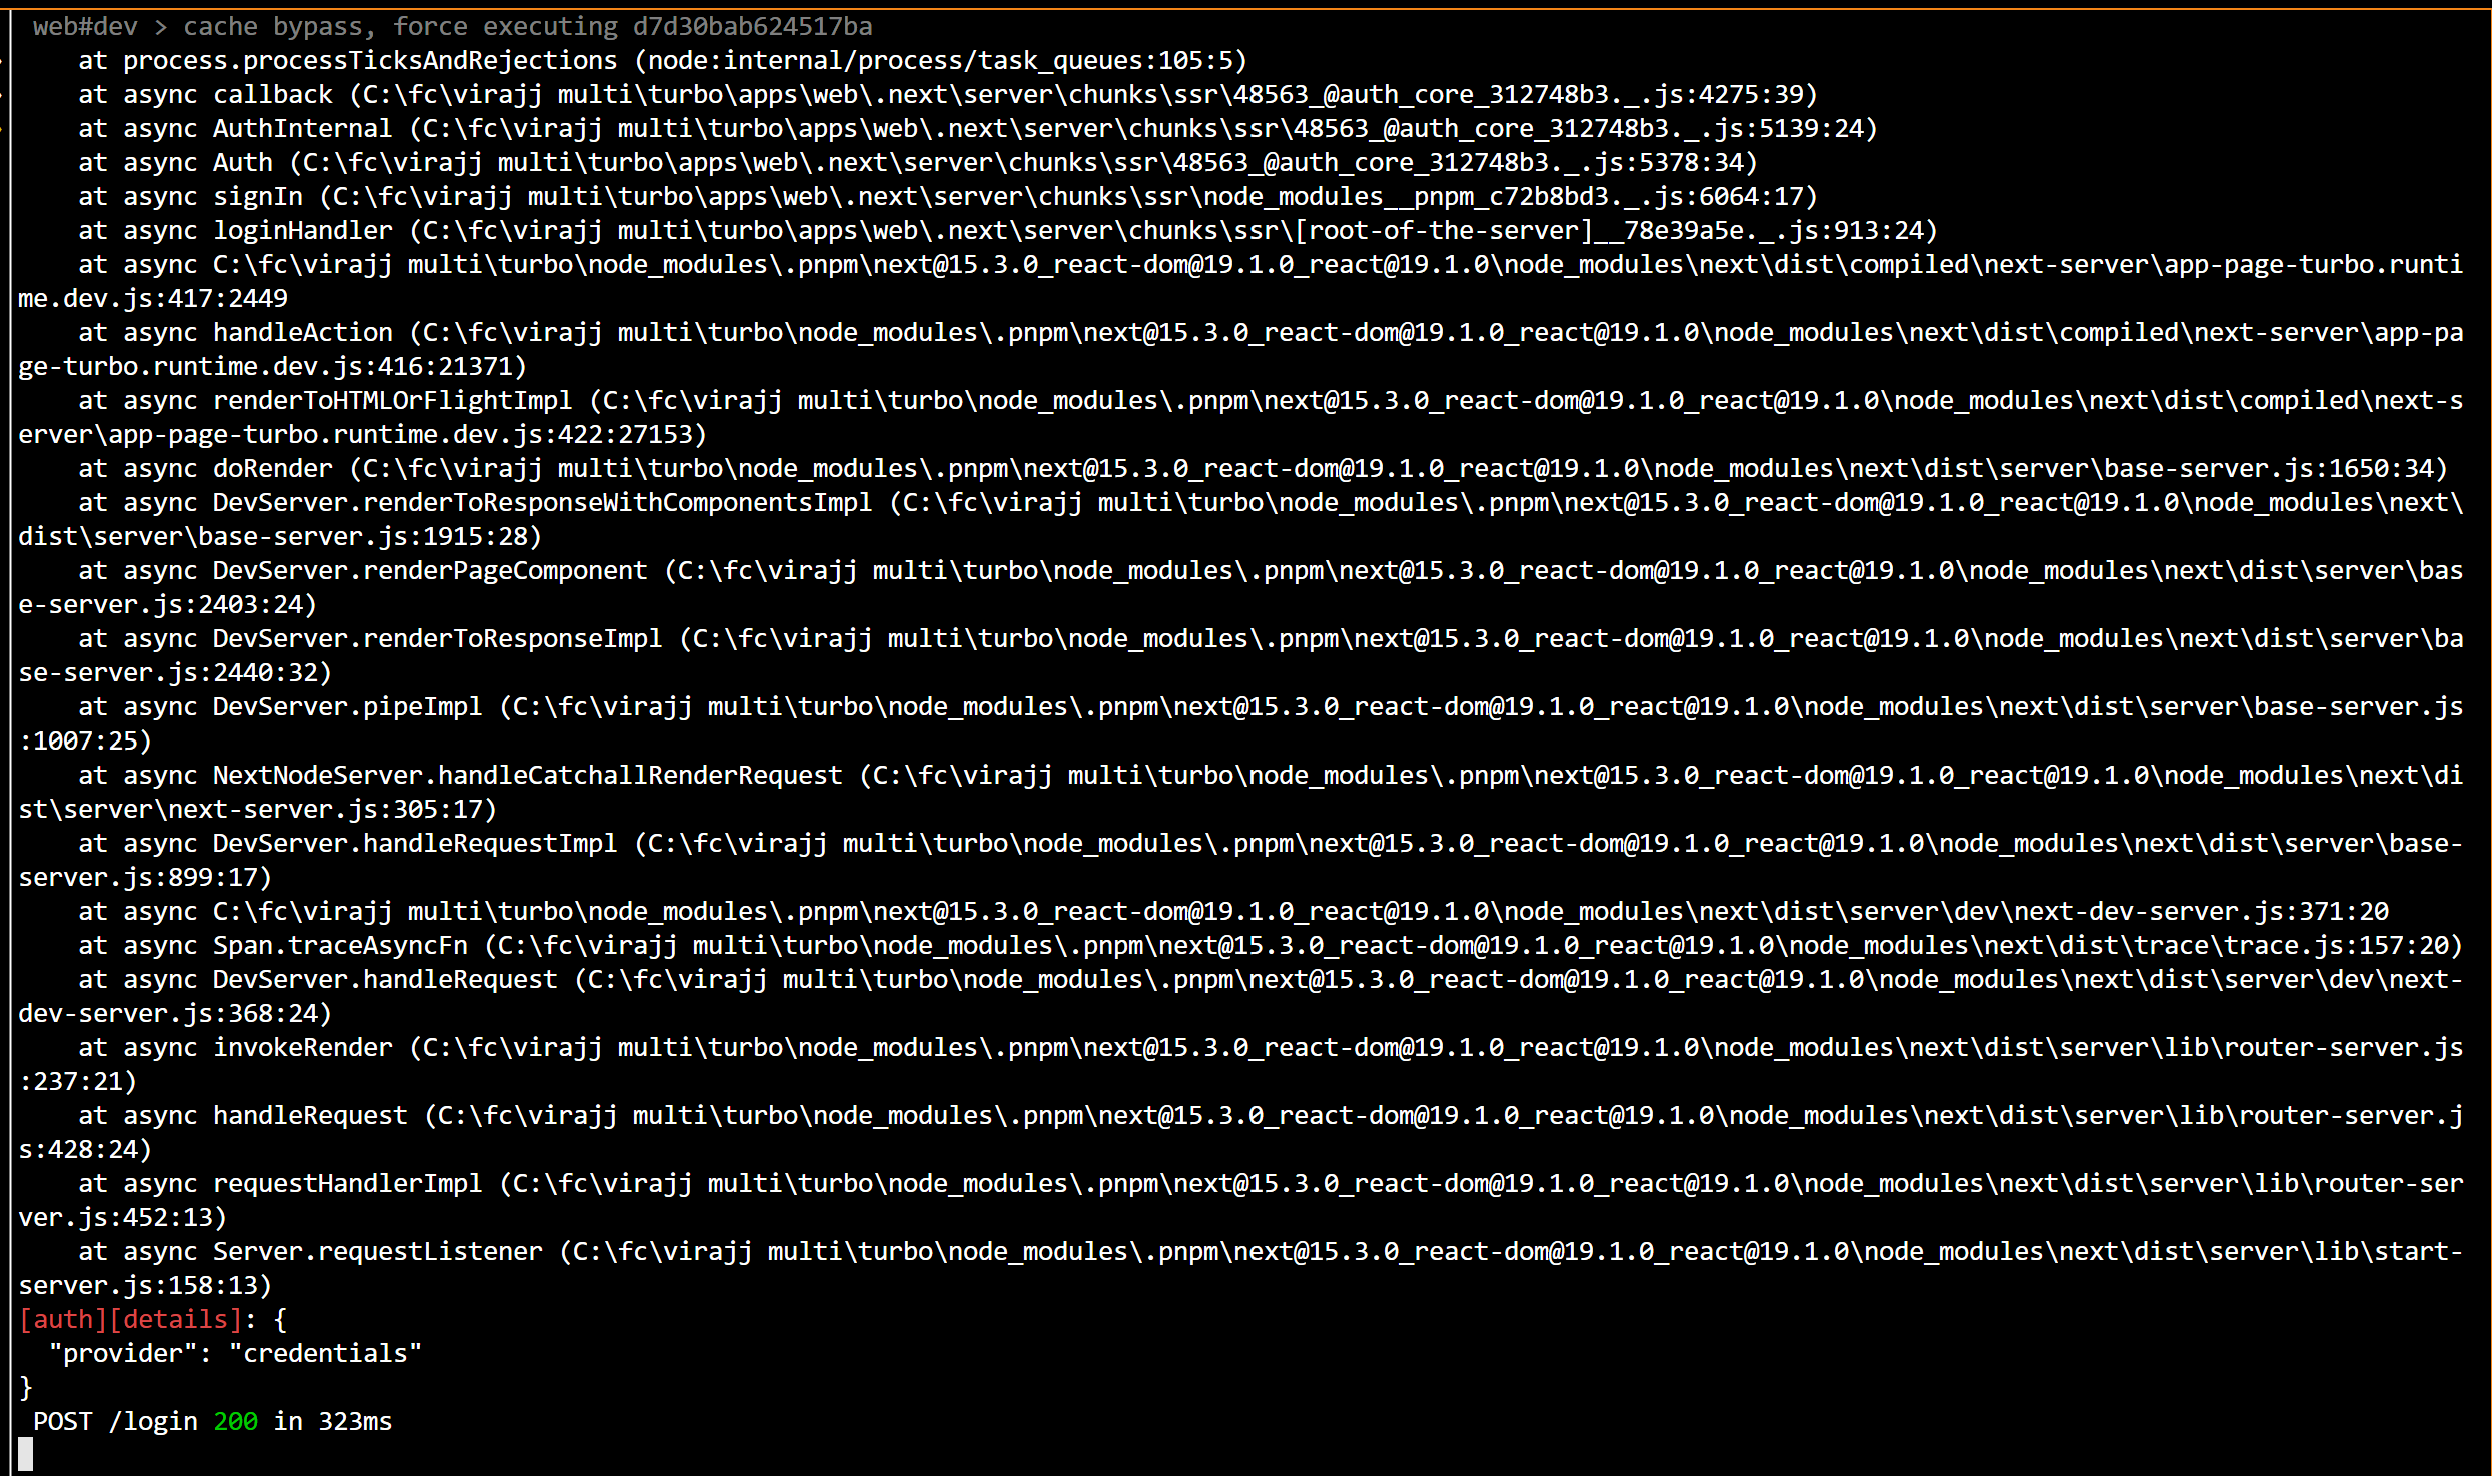 web#dev > cache bypass, force executing d7d30bab624517ba
    at process.processTicksAndRejections (node:internal/process/task_queues:105:5)
    at async callback (C:\fc\virajj multi\turbo\apps\web\.next\server\chunks\ssr\48563_@auth_core_312748b3._.js:4275:39)
    at async AuthInternal (C:\fc\virajj multi\turbo\apps\web\.next\server\chunks\ssr\48563_@auth_core_312748b3._.js:5139:24)
    at async Auth (C:\fc\virajj multi\turbo\apps\web\.next\server\chunks\ssr\48563_@auth_core_312748b3._.js:5378:34)
    at async signIn (C:\fc\virajj multi\turbo\apps\web\.next\server\chunks\ssr\node_modules__pnpm_c72b8bd3._.js:6064:17)
    at async loginHandler (C:\fc\virajj multi\turbo\apps\web\.next\server\chunks\ssr\[root-of-the-server]__78e39a5e._.js:913:24)
    at async C:\fc\virajj multi\turbo\node_modules\.pnpm\next@15.3.0_react-dom@19.1.0_react@19.1.0\node_modules\next\dist\compiled\next-server\app-page-turbo.runti
me.dev.js:417:2449
    at async handleAction (C:\fc\virajj multi\turbo\node_modules\.pnpm\next@15.3.0_react-dom@19.1.0_react@19.1.0\node_modules\next\dist\compiled\next-server\app-pa
ge-turbo.runtime.dev.js:416:21371)
    at async renderToHTMLOrFlightImpl (C:\fc\virajj multi\turbo\node_modules\.pnpm\next@15.3.0_react-dom@19.1.0_react@19.1.0\node_modules\next\dist\compiled\next-s
erver\app-page-turbo.runtime.dev.js:422:27153)
    at async doRender (C:\fc\virajj multi\turbo\node_modules\.pnpm\next@15.3.0_react-dom@19.1.0_react@19.1.0\node_modules\next\dist\server\base-server.js:1650:34)
    at async DevServer.renderToResponseWithComponentsImpl (C:\fc\virajj multi\turbo\node_modules\.pnpm\next@15.3.0_react-dom@19.1.0_react@19.1.0\node_modules\next\
dist\server\base-server.js:1915:28)
    at async DevServer.renderPageComponent (C:\fc\virajj multi\turbo\node_modules\.pnpm\next@15.3.0_react-dom@19.1.0_react@19.1.0\node_modules\next\dist\server\bas
e-server.js:2403:24)
    at async DevServer.renderToResponseImpl (C:\fc\virajj multi\turbo\node_modules\.pnpm\next@15.3.0_react-dom@19.1.0_react@19.1.0\node_modules\next\dist\server\ba
se-server.js:2440:32)
    at async DevServer.pipeImpl (C:\fc\virajj multi\turbo\node_modules\.pnpm\next@15.3.0_react-dom@19.1.0_react@19.1.0\node_modules\next\dist\server\base-server.js
:1007:25)
    at async NextNodeServer.handleCatchallRenderRequest (C:\fc\virajj multi\turbo\node_modules\.pnpm\next@15.3.0_react-dom@19.1.0_react@19.1.0\node_modules\next\di
st\server\next-server.js:305:17)
    at async DevServer.handleRequestImpl (C:\fc\virajj multi\turbo\node_modules\.pnpm\next@15.3.0_react-dom@19.1.0_react@19.1.0\node_modules\next\dist\server\base-
server.js:899:17)
    at async C:\fc\virajj multi\turbo\node_modules\.pnpm\next@15.3.0_react-dom@19.1.0_react@19.1.0\node_modules\next\dist\server\dev\next-dev-server.js:371:20
    at async Span.traceAsyncFn (C:\fc\virajj multi\turbo\node_modules\.pnpm\next@15.3.0_react-dom@19.1.0_react@19.1.0\node_modules\next\dist\trace\trace.js:157:20)
    at async DevServer.handleRequest (C:\fc\virajj multi\turbo\node_modules\.pnpm\next@15.3.0_react-dom@19.1.0_react@19.1.0\node_modules\next\dist\server\dev\next-
dev-server.js:368:24)
    at async invokeRender (C:\fc\virajj multi\turbo\node_modules\.pnpm\next@15.3.0_react-dom@19.1.0_react@19.1.0\node_modules\next\dist\server\lib\router-server.js
:237:21)
    at async handleRequest (C:\fc\virajj multi\turbo\node_modules\.pnpm\next@15.3.0_react-dom@19.1.0_react@19.1.0\node_modules\next\dist\server\lib\router-server.j
s:428:24)
    at async requestHandlerImpl (C:\fc\virajj multi\turbo\node_modules\.pnpm\next@15.3.0_react-dom@19.1.0_react@19.1.0\node_modules\next\dist\server\lib\router-ser
ver.js:452:13)
    at async Server.requestListener (C:\fc\virajj multi\turbo\node_modules\.pnpm\next@15.3.0_react-dom@19.1.0_react@19.1.0\node_modules\next\dist\server\lib\start-
server.js:158:13)
[auth][details]: {
  "provider": "credentials"
}
 POST /login 200 in 323ms